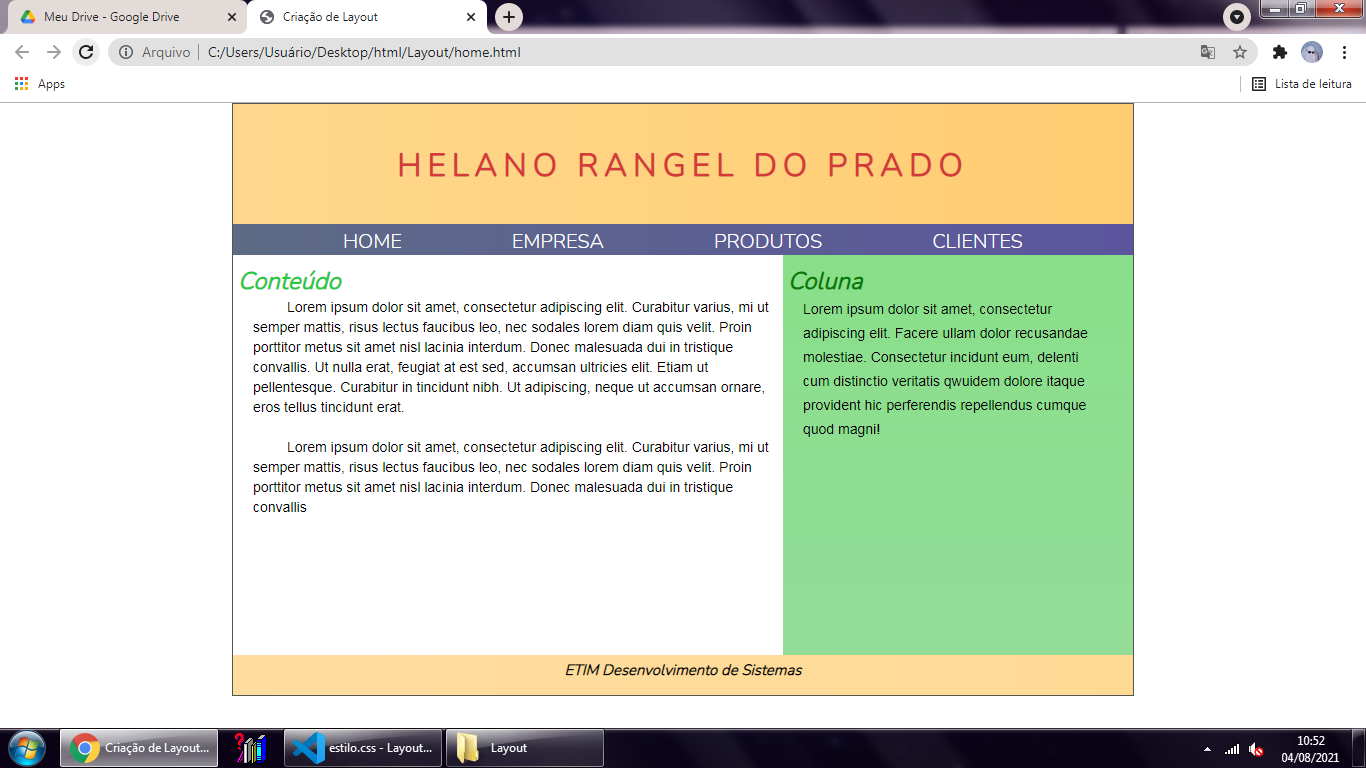 Meu Drive - Google Drive
Criação de Layout
Arquivo
C:/Users/Usuário/Desktop/html/Layout/home.html
Apps
Lista de leitura
HELANO RANGEL DO PRADO
HOME EMPRESA PRODUTOS CLIENTES
Conteúdo
Lorem ipsum dolor sit amet, consectetur adipiscing elit. Curabitur varius, mi ut
semper mattis, risus lectus faucibus leo, nec sodales lorem diam quis velit. Proin
porttitor metus sit amet nisl lacinia interdum. Donec malesuada dui in tristique
convallis. Ut nulla erat, feugiat at est sed, accumsan ultricies elit. Etiam ut
pellentesque. Curabitur in tincidunt nibh. Ut adipiscing, neque ut accumsan ornare,
eros tellus tincidunt erat.
Lorem ipsum dolor sit amet, consectetur adipiscing elit. Curabitur varius, mi ut
semper mattis, risus lectus faucibus leo, nec sodales lorem diam quis velit. Proin
porttitor metus sit amet nisl lacinia interdum. Donec malesuada dui in tristique
convallis
Coluna
Lorem ipsum dolor sit amet, consectetur
adipiscing elit. Facere ullam dolor recusandae
molestiae. Consectetur incidunt eum, delenti
cum distinctio veritatis qwuidem dolore itaque
provident hic perferendis repellendus cumque
quod magni!
ETIM Desenvolvimento de Sistemas
Criação de Layout...
estilo.css - Layout...
Layout
10:52
04/08/2021